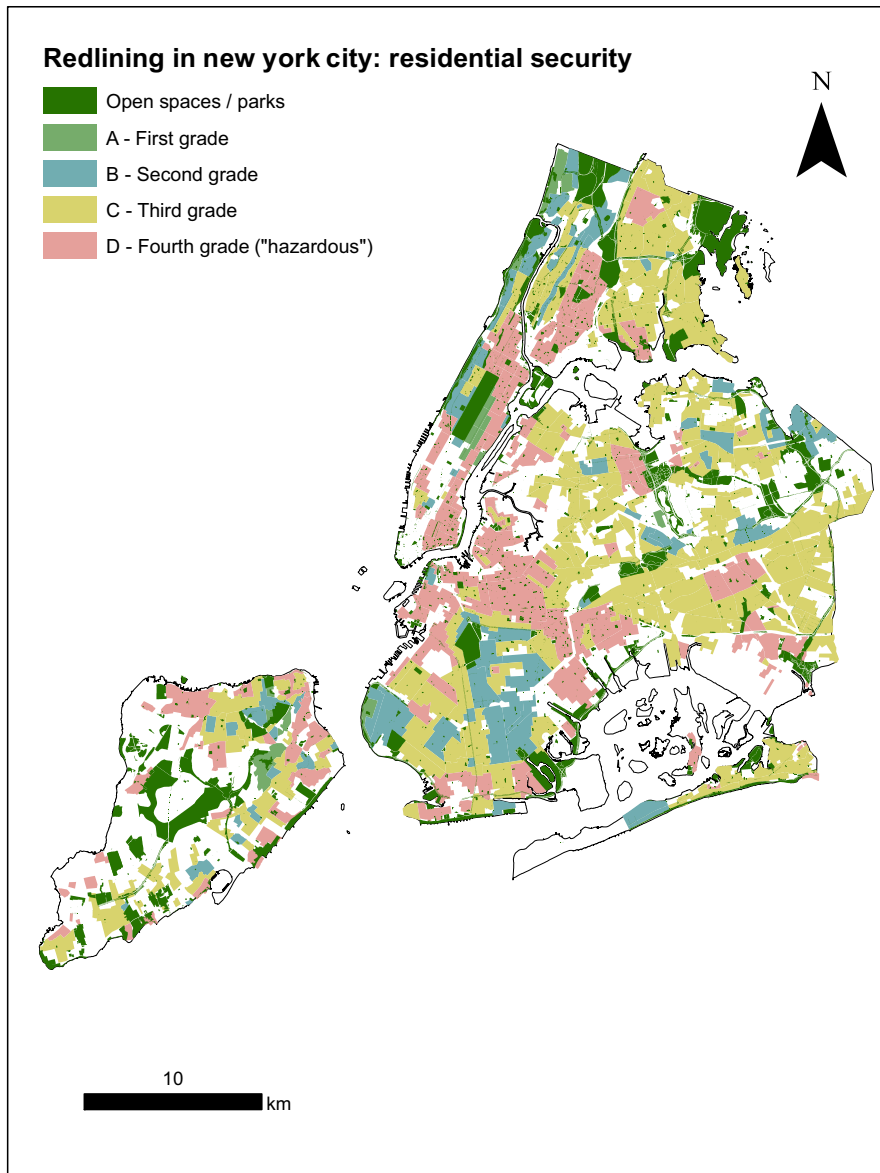 Redlining in new york city: residential security
Open spaces / parks
A - First grade
B - Second grade
C - Third grade
D - Fourth grade ("hazardous")
N
10
km